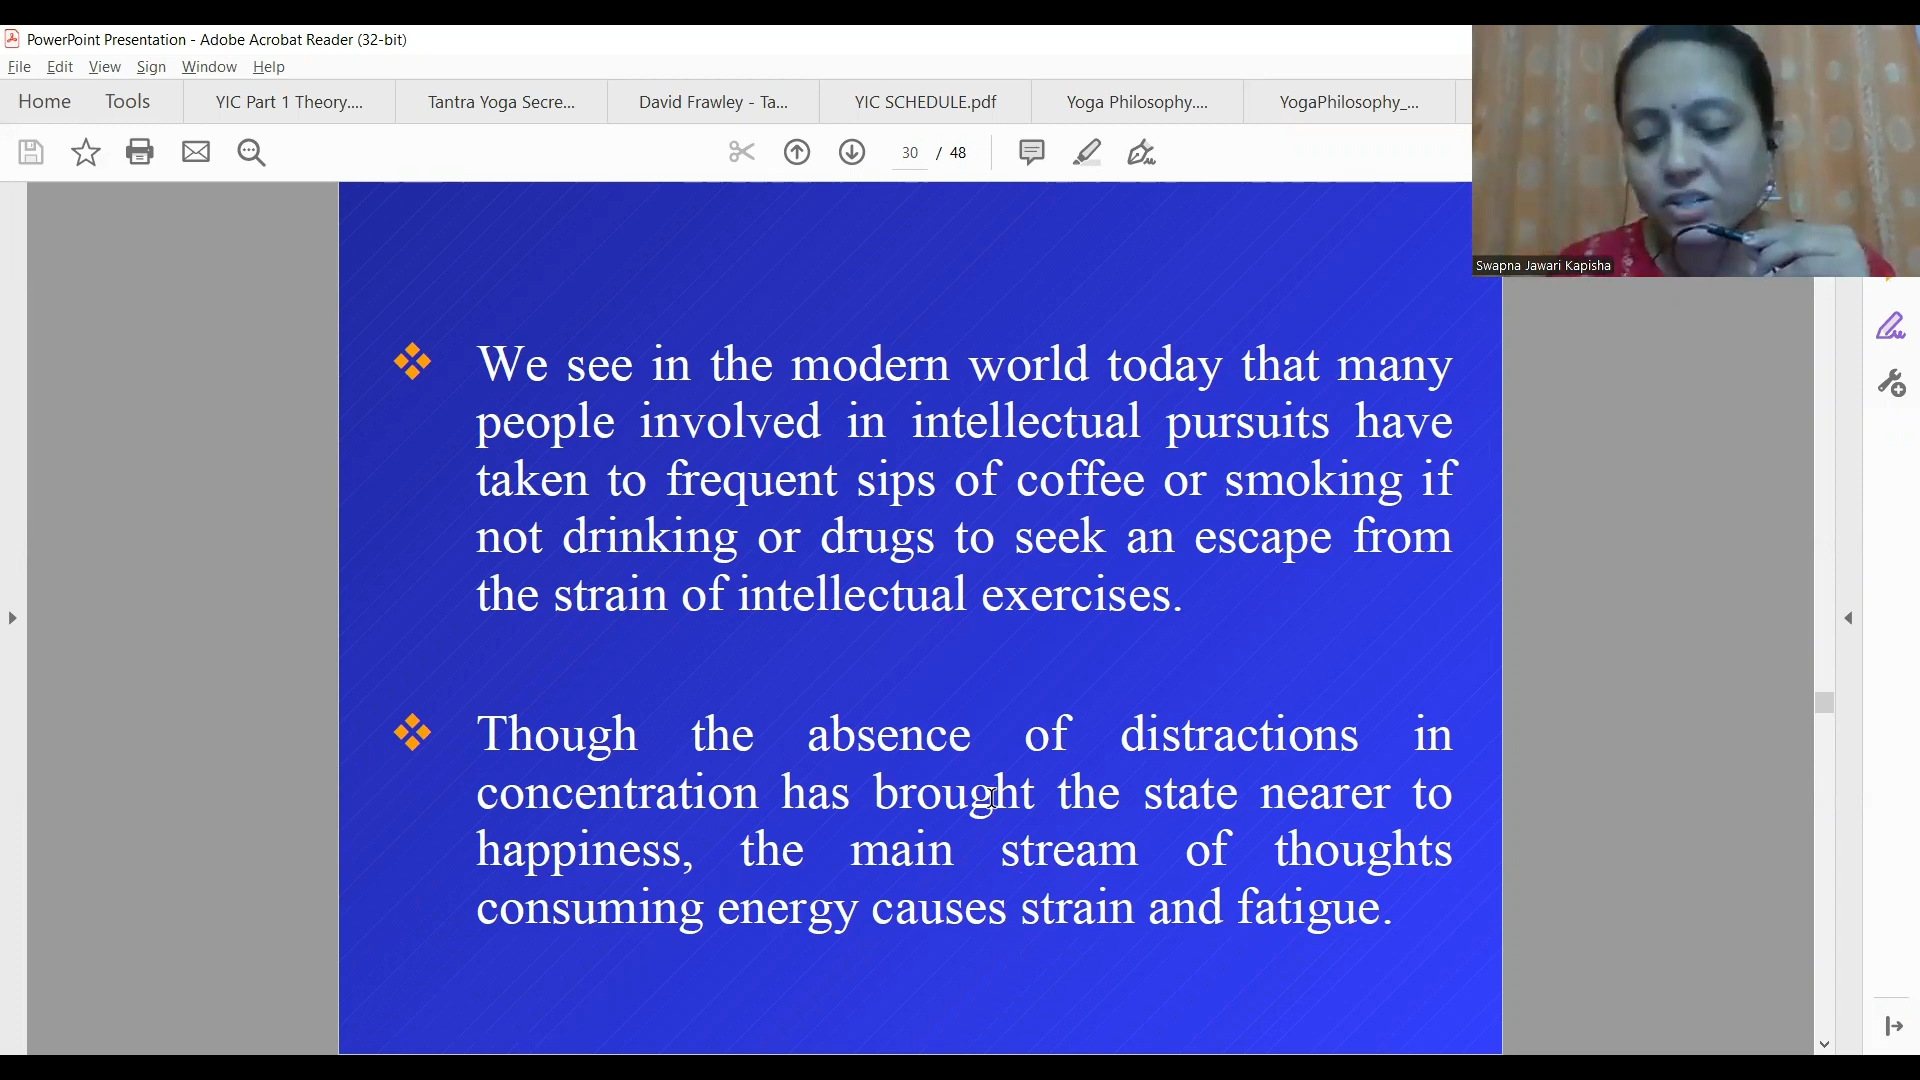 PowerPoint Presentation - Adobe Acrobat Reader (32-bit)
File Edit View Sign Window Help
Home Tools YIC Part 1 Theory.... Tantra Yoga Secre... David Frawley - Ta... YIC SCHEDULE.pdf Yoga Philosophy.... YogaPhilosophy_...
30 / 48
Swapna Jawari Kapisha
We see in the modern world today that many
people involved in intellectual pursuits have
taken to frequent sips of coffee or smoking if
not drinking or drugs to seek an escape from
the strain of intellectual exercises.
Though the absence of distractions in
concentration has brought the state nearer to
happiness, the main stream of thoughts
consuming energy causes strain and fatigue.